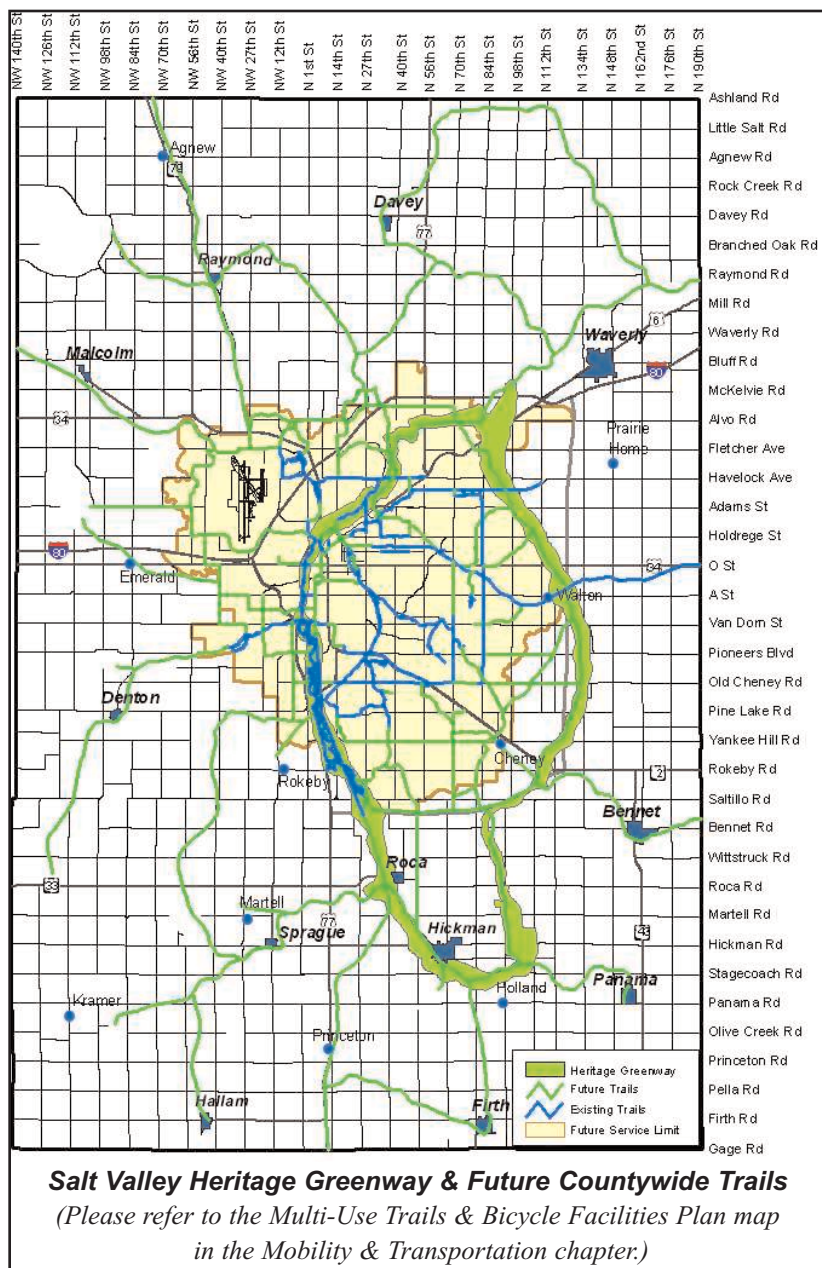 NW 140th St
NW 126th St
NW 112th St
NW 98th St
NW 84th St
NW 70th St
NW 56th St
NW 40th St
NW 27th St
NW 12th St
N 1st St
N 14th St
N 27th St
N 40th St
N 56th St
N 70th St
N 84th St
N 98th St
N 112th St
N 134th St
N 148th St
N 162nd St
N 176th St
N 190th St
Ashland Rd
Little Salt Rd
Agnew Rd
Rock Creek Rd
Davey Rd
Branched Oak Rd
Raymond Rd
Mill Rd
Waverly Rd
Bluff Rd
McKelvie Rd
Alvo Rd
Fletcher Ave
Havelock Ave
Adams St
Holdrege St
O St
A St
Van Dorn St
Pioneers Blvd
Old Cheney Rd
Pine Lake Rd
Yankee Hill Rd
Rokeby Rd
Saltillo Rd
Bennet Rd
Wittstruck Rd
Roca Rd
Martell Rd
Hickman Rd
Stagecoach Rd
Panama Rd
Olive Creek Rd
Princeton Rd
Pella Rd
Firth Rd
Gage Rd
Agnew
79
Davey
77
Raymond
6
Waverly
Malcolm
80
34
Prairie
Home
80
Emerald
34
Walton
Denton
Cheney
Rokeby
2
Bennet
Roca
33
Martell
77
Sprague
Hickman
43
Panama
Kramer
Holland
Princeton
Hallam
Firth
Heritage Greenway
Future Trails
Existing Trails
Future Service Limit
Salt Valley Heritage Greenway & Future Countywide Trails
(Please refer to the Multi-Use Trails & Bicycle Facilities Plan map
in the Mobility & Transportation chapter.)